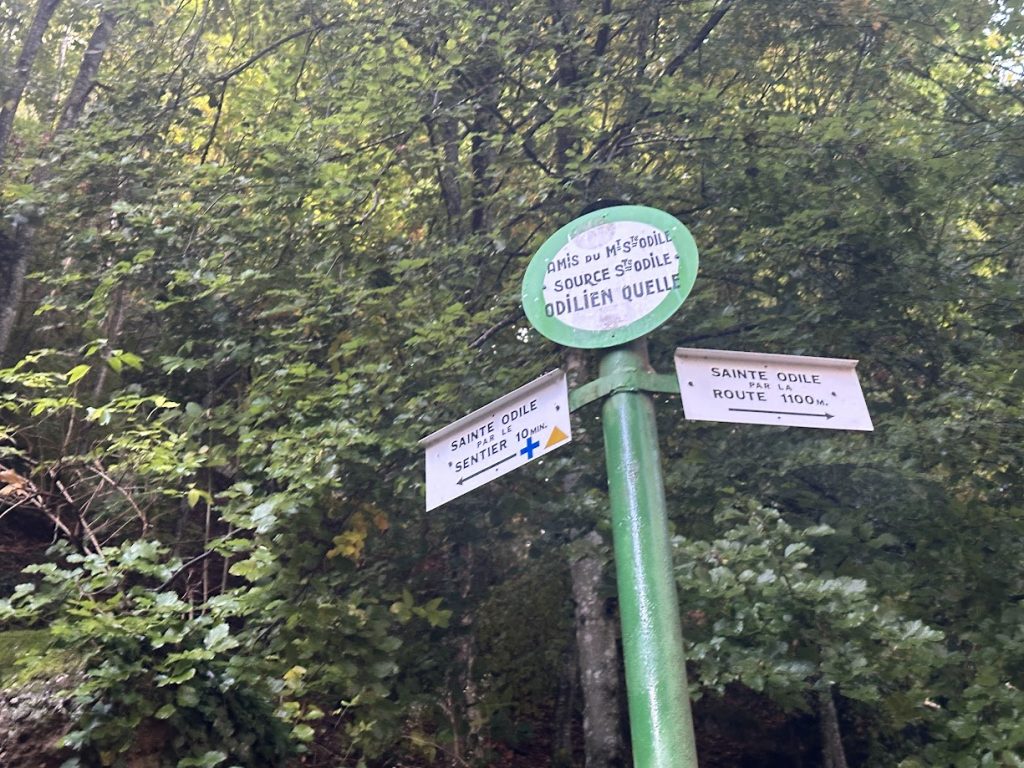 AMIS DU MT STE ODILE
SOURCE STE ODILE
ODILIEN QUELLE
SAINTE ODILE
PAR LE
SENTIER 10 MIN.
SAINTE ODILE
PAR LA
ROUTE 1100 M.